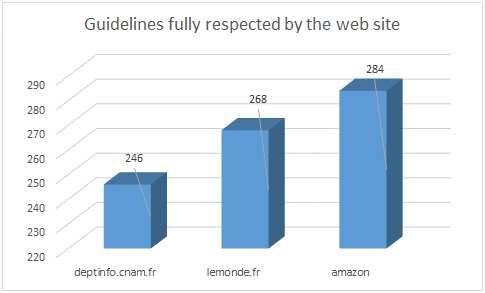 Guidelines fully respected by the web site
290
280
270
260
250
240
230
220
246
268
284
deptinfo.cnam.fr
lemonde.fr
amazon